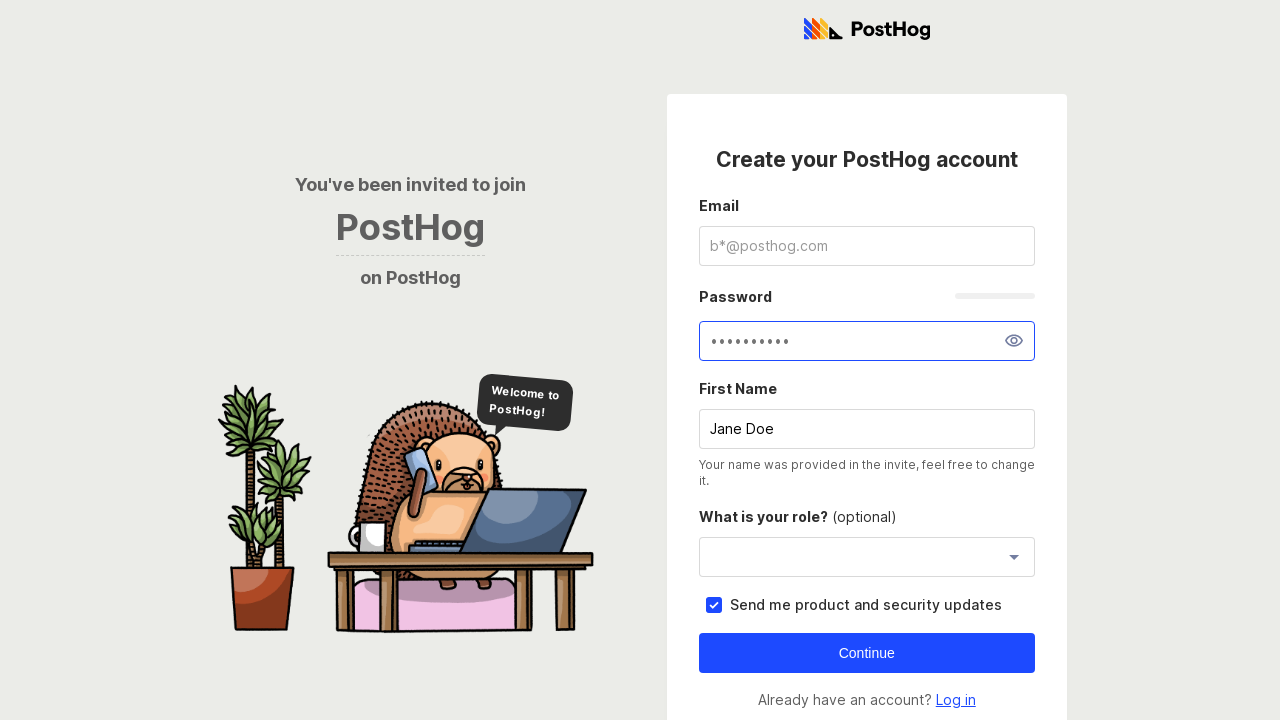 PostHog
You've been invited to join
PostHog
on PostHog
Welcome to
PostHog!
Create your PostHog account
Email
b*@posthog.com
Password
••••••••••
First Name
Jane Doe
Your name was provided in the invite, feel free to change
it.
What is your role? (optional)
Send me product and security updates
Continue
Already have an account? Log in